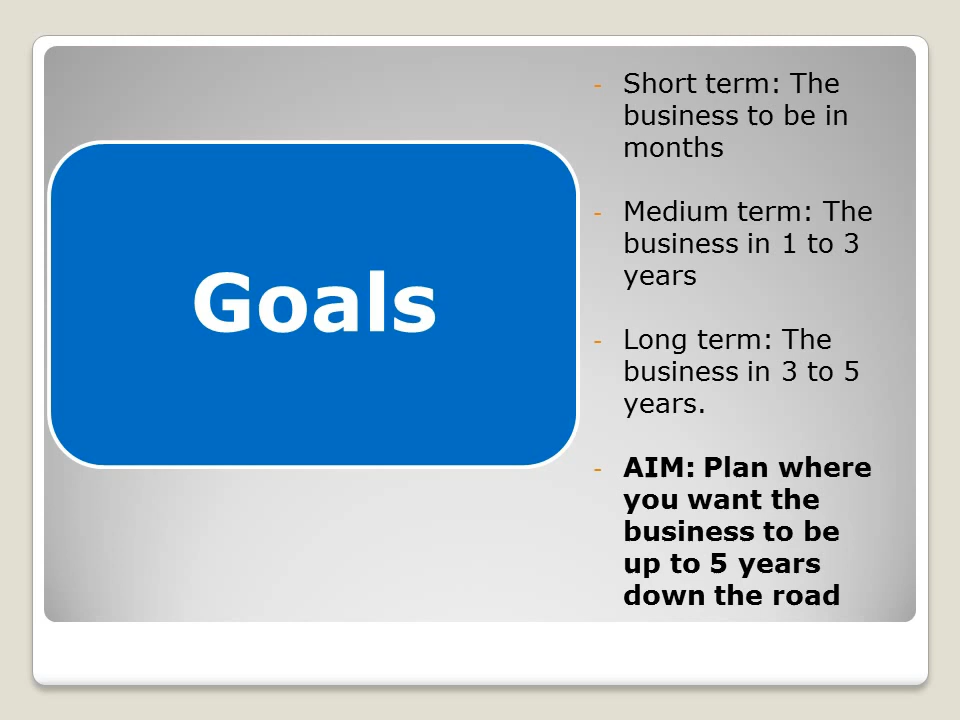 Goals
- Short term: The
business to be in
months
- Medium term: The
business in 1 to 3
years
- Long term: The
business in 3 to 5
years.
- AIM: Plan where
you want the
business to be
up to 5 years
down the road